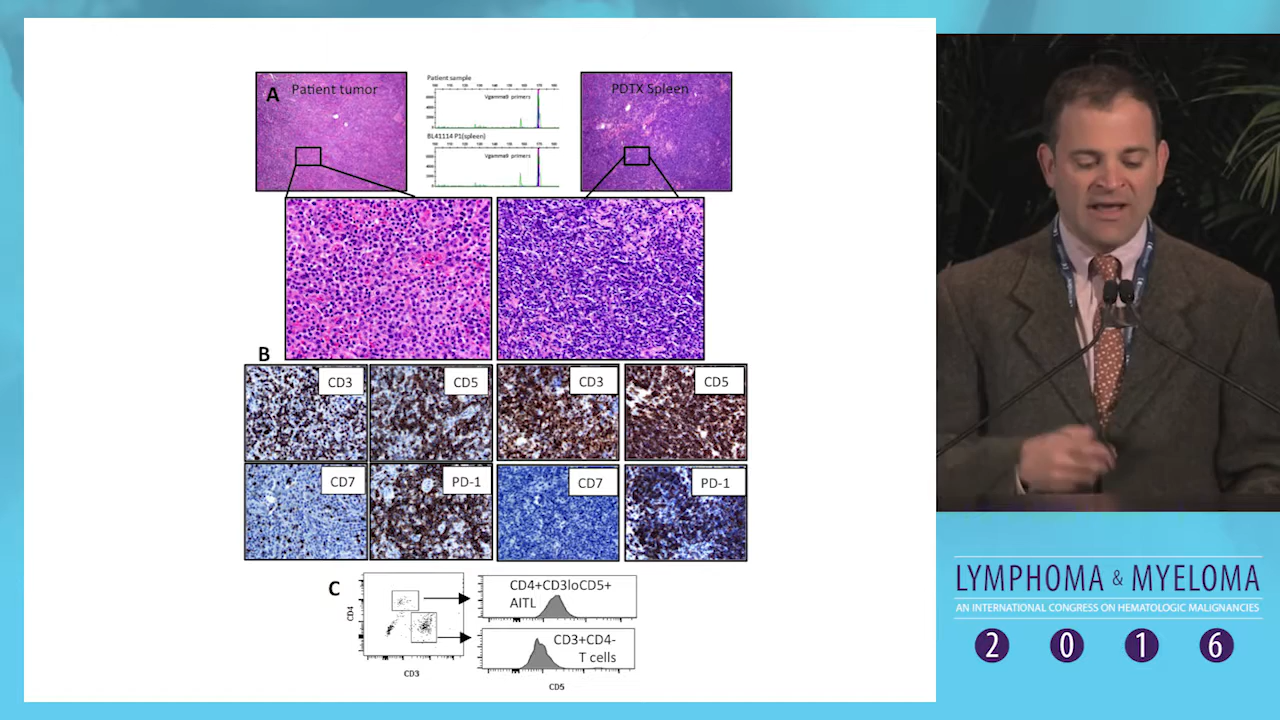 A
Patient tumor
Patient sample
Vgamma9 primers
BL41114 P1(spleen)
Vgamma9 primers
PDTX Spleen
B
CD3
CD5
CD3
CD5
CD7
PD-1
CD7
PD-1
C
CD4
CD3
CD4+CD3loCD5+
AITL
CD3+CD4-
T cells
CD5
LYMPHOMA & MYELOMA
AN INTERNATIONAL CONGRESS ON HEMATOLOGIC MALIGNANCIES
2 0 1 6